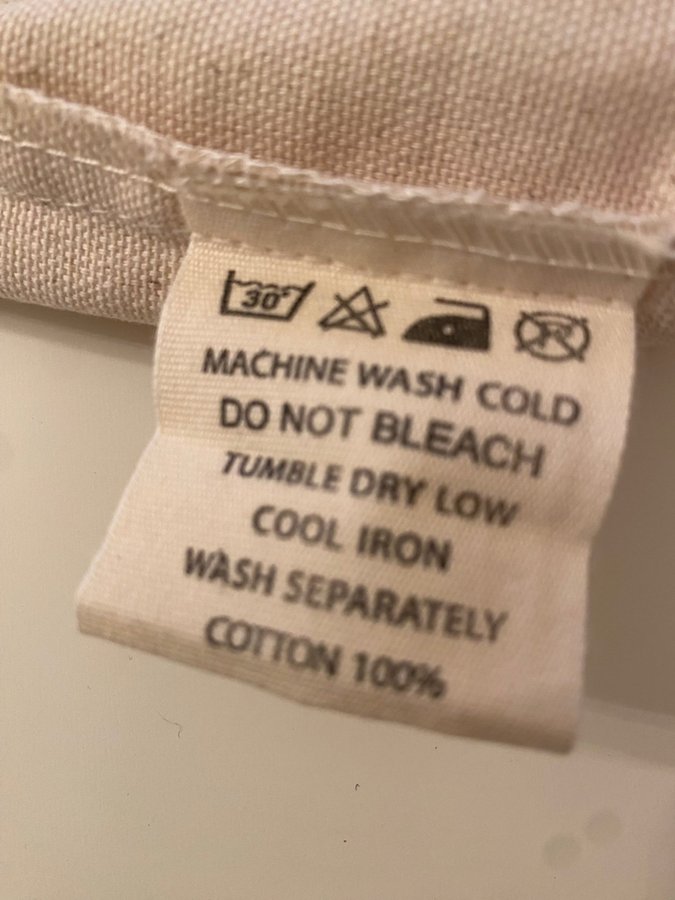 30°
P
MACHINE WASH COLD
DO NOT BLEACH
TUMBLE DRY LOW
COOL IRON
WASH SEPARATELY
COTTON 100%